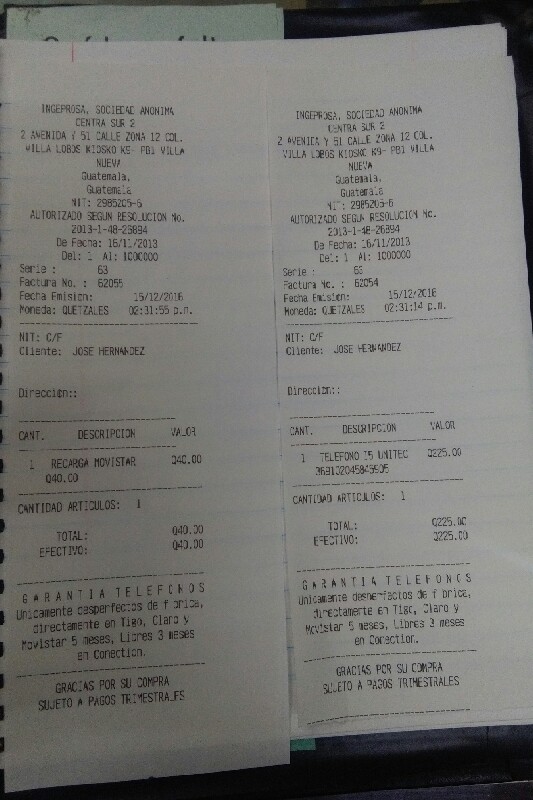 INGEPROSA, SOCIEDAD ANONIMA
CENTRA SUR 2
2 AVENIDA Y 51 CALLE ZONA 12 COL.
VILLA LOBOS KIOSKO K9- PB1 VILLA
NUEVA
Guatemala,
Guatemala
NIT: 2985205-6
AUTORIZADO SEGUN RESOLUCION No.
2013-1-48-26894
De Fecha: 16/11/2013
Del: 1 Al: 1000000
Serie : 63
Factura No. : 62055
Fecha Emision: 15/12/2016
Moneda: QUETZALES 02:31:55 p.m.
NIT: C/F
Cliente: JOSE HERNANDEZ
Dirección::
CANT. DESCRIPCION VALOR
1 RECARGA MOVISTAR Q40.00
Q40.00
CANTIDAD ARTICULOS: 1
TOTAL: Q40.00
EFECTIVO: Q40.00
GARANTIA TELEFONOS
Unicamente desperfectos de f brica,
directamente en Tigo, Claro y
Movistar 5 meses, Libres 3 meses
en Conection.
GRACIAS POR SU COMPRA
SUJETO A PAGOS TRIMESTRALES
INGEPROSA, SOCIEDAD ANONIMA
CENTRA SUR 2
2 AVENIDA Y 51 CALLE ZONA 12 COL.
VILLA LOBOS KIOSKO K9- PB1 VILLA
NUEVA
Guatemala,
Guatemala
NIT: 2985205-6
AUTORIZADO SEGUN RESOLUCION No.
2013-1-48-26894
De Fecha: 16/11/2013
Del: 1 Al: 1000000
Serie : 63
Factura No. : 62054
Fecha Emision: 15/12/2016
Moneda: QUETZALES 02:31:14 p.m.
NIT: C/F
Cliente: JOSE HERNANDEZ
Dirección::
CANT. DESCRIPCION VALOR
1 TELEFONO I5 UNITEC Q225.00
CANTIDAD ARTICULOS: 1
TOTAL: Q225.00
EFECTIVO: Q225.00
GARANTIA TELEFONOS
Unicamente desperfectos de f brica,
directamente en Tigo, Claro y
Movistar 5 meses, Libres 3 meses
en Conection.
GRACIAS POR SU COMPRA
SUJETO A PAGOS TRIMESTRALES